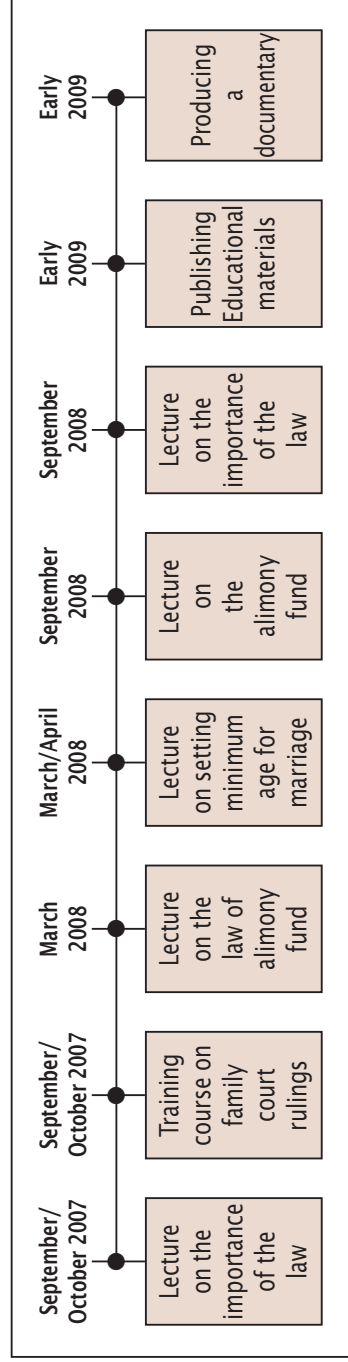 September/
October 2007
Lecture
on the
importance
of the
law
September/
October 2007
Training
course on
family
court
rulings
March
2008
Lecture
on the
law of
alimony
fund
March/April
2008
Lecture
on setting
minimum
age for
marriage
September
2008
Lecture
on
the
alimony
fund
September
2008
Lecture
on the
importance
of the
law
Early
2009
Publishing
Educational
materials
Early
2009
Producing
a
documentary